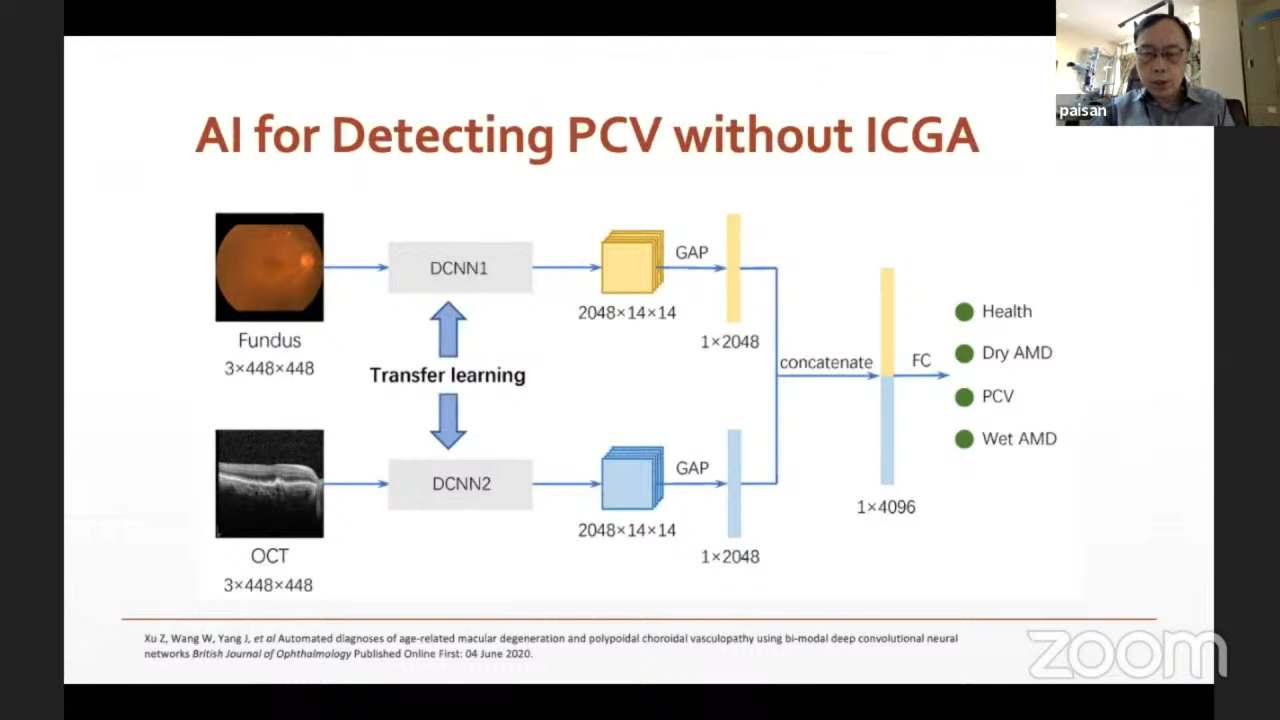 paisan
AI for Detecting PCV without ICGA
Fundus
3×448×448
DCNN1
2048×14×14
GAP
1×2048
Transfer learning
OCT
3×448×448
DCNN2
2048×14×14
GAP
1×2048
concatenate
1×4096
FC
Health
Dry AMD
PCV
Wet AMD
Xu Z, Wang W, Yang J, et al Automated diagnoses of age-related macular degeneration and polypoidal choroidal vasculopathy using bi-modal deep convolutional neural
networks British Journal of Ophthalmology Published Online First: 04 June 2020.
zoom